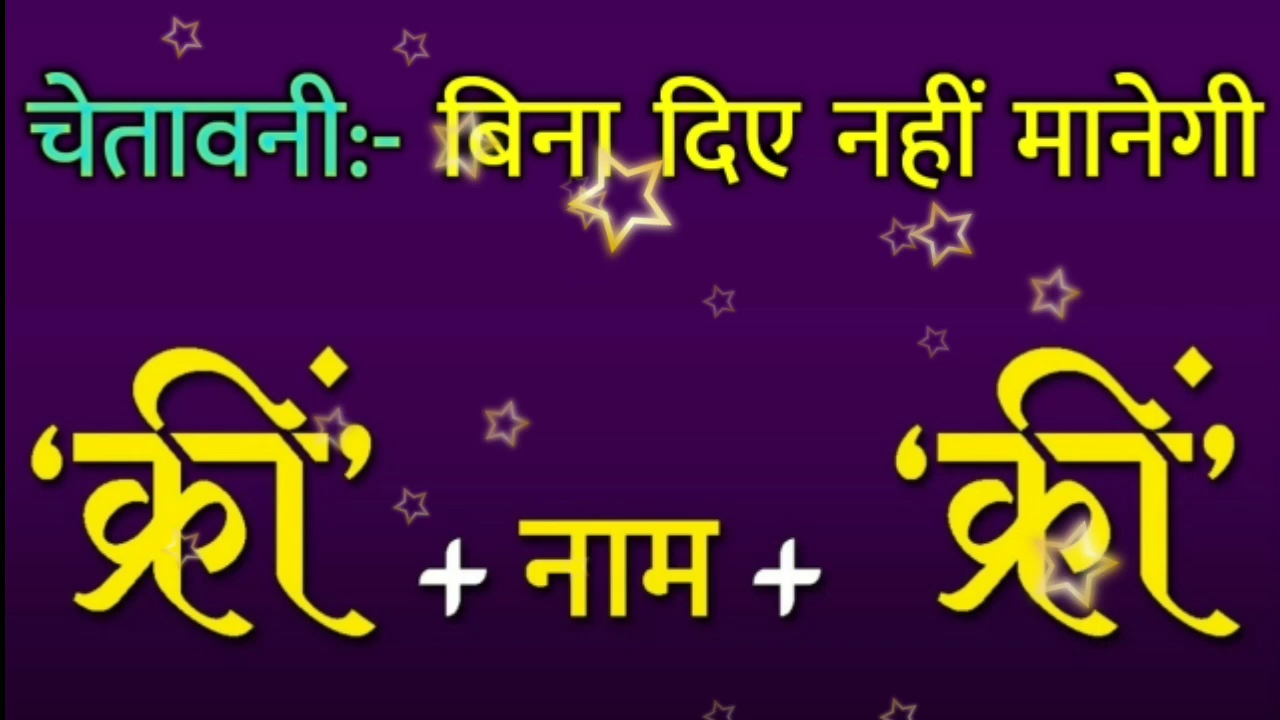 चेतावनी:- बिना दिए नहीं मानेगी
‘क्रीं’ + नाम + ‘क्रीं’